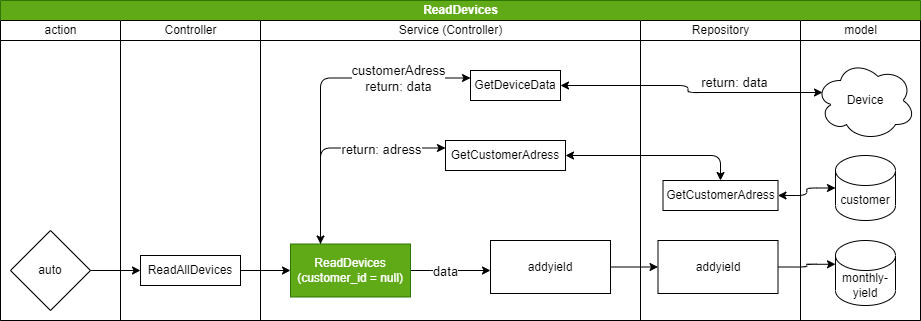 ReadDevices
action
Controller
Service (Controller)
Repository
model
customerAdress
return: data
GetDeviceData
return: data
Device
return: adress
GetCustomerAdress
GetCustomerAdress
customer
auto
ReadAllDevices
ReadDevices
(customer_id = null)
data
addyield
addyield
monthly-
yield